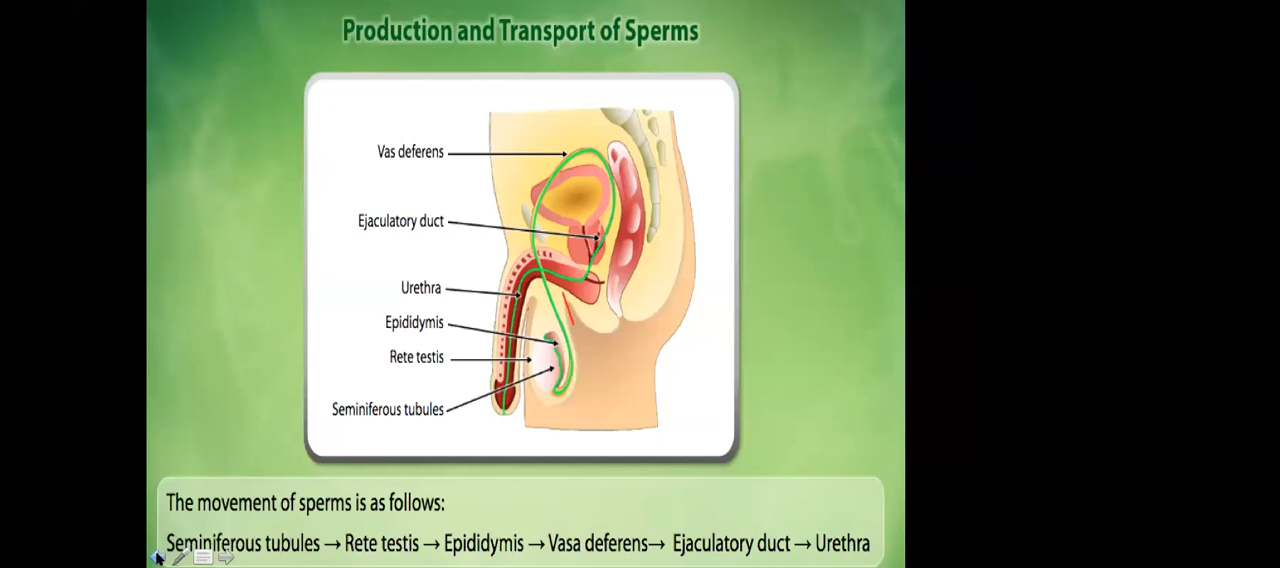 Production and Transport of Sperms
Vas deferens
Ejaculatory duct
Urethra
Epididymis
Rete testis
Seminiferous tubules
The movement of sperms is as follows:
Seminiferous tubules → Rete testis → Epididymis → Vasa deferens → Ejaculatory duct → Urethra